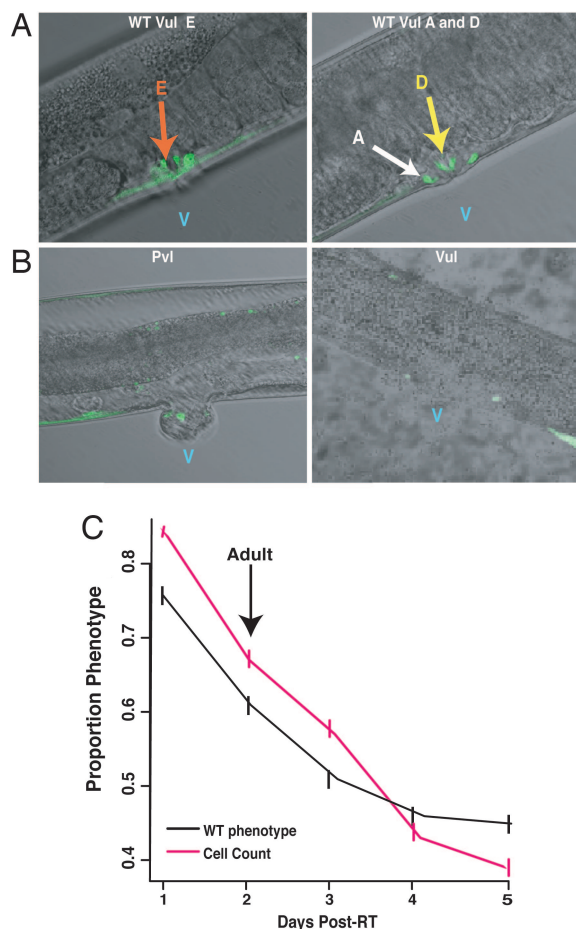 A
WT Vul E
E
V
WT Vul A and D
D
A
V
B
Pvl
V
Vul
V
C
Proportion Phenotype
0.8
0.7
0.6
0.5
0.4
Adult
WT phenotype
Cell Count
1 2 3 4 5
Days Post-RT